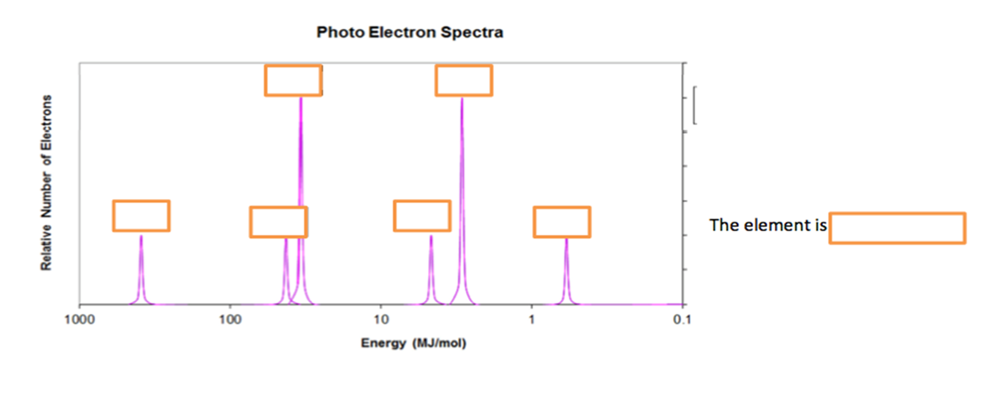 Photo Electron Spectra
Relative Number of Electrons
The element is
1000 100 10 1 0.1
Energy (MJ/mol)